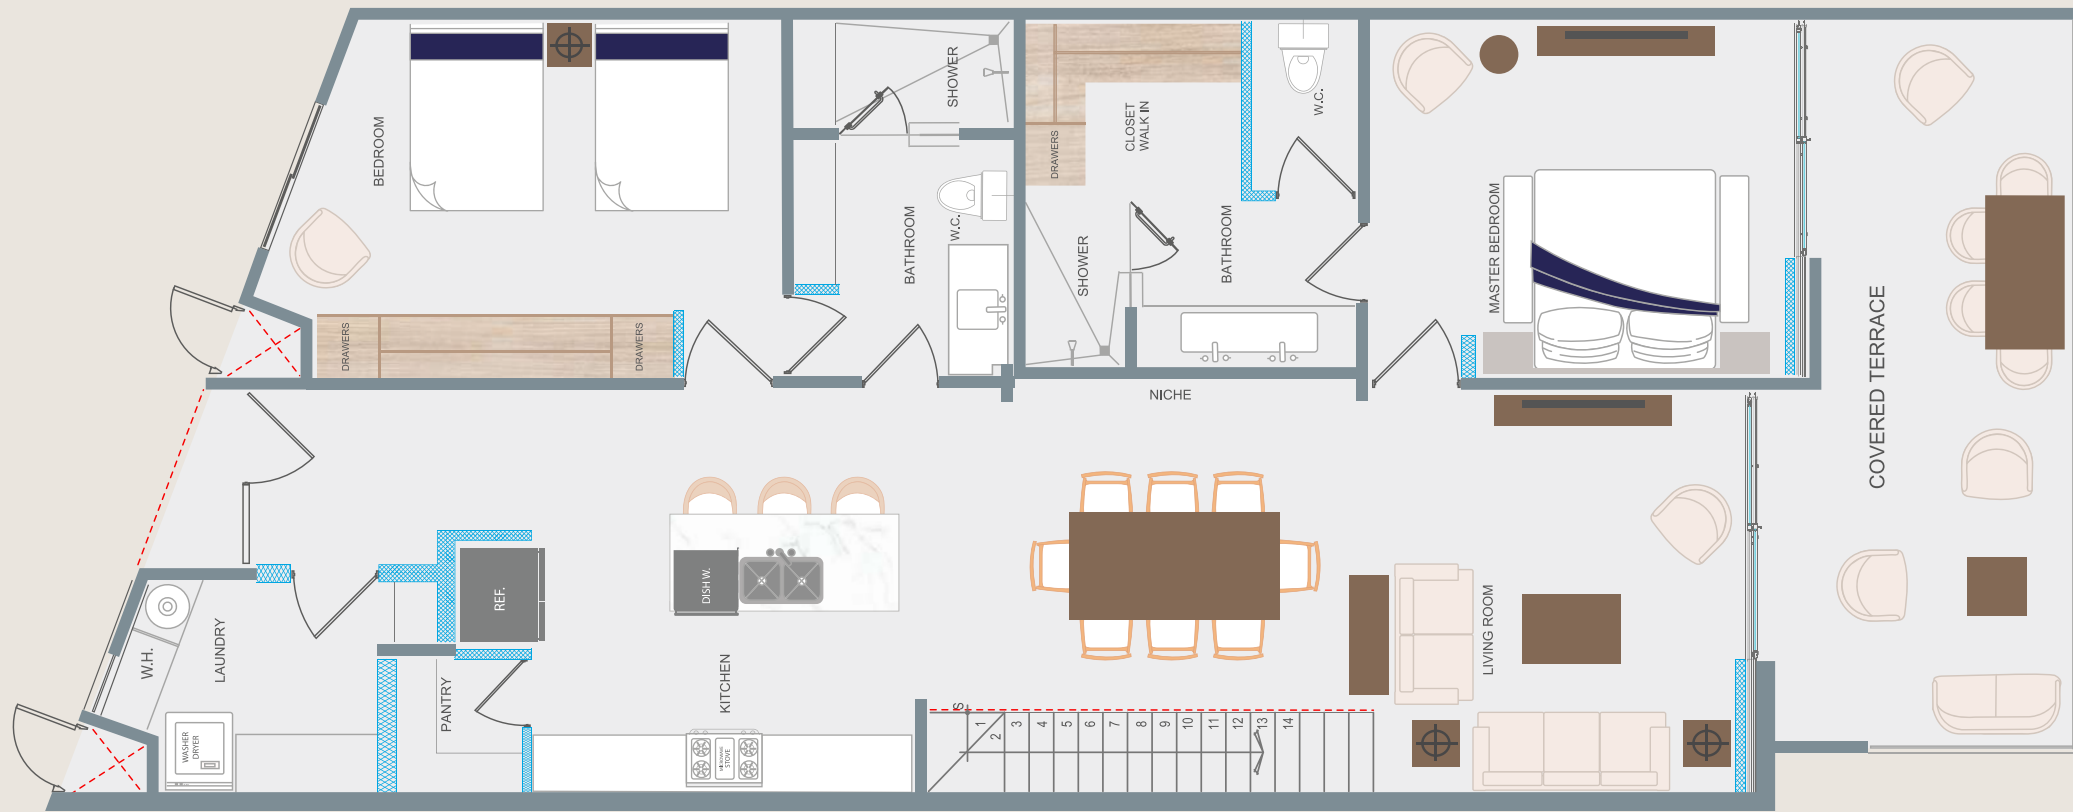 BEDROOM
DRAWERS
DRAWERS
SHOWER
W.C.
BATHROOM
DRAWERS
CLOSET
WALK IN
W.C.
SHOWER
BATHROOM
MASTER BEDROOM
COVERED TERRACE
NICHE
W.H.
LAUNDRY
WASHER
DRYER
PANTRY
REF.
DISH W.
KITCHEN
STOVE
S
1
2
3
4
5
6
7
8
9
10
11
12
13
14
LIVING ROOM